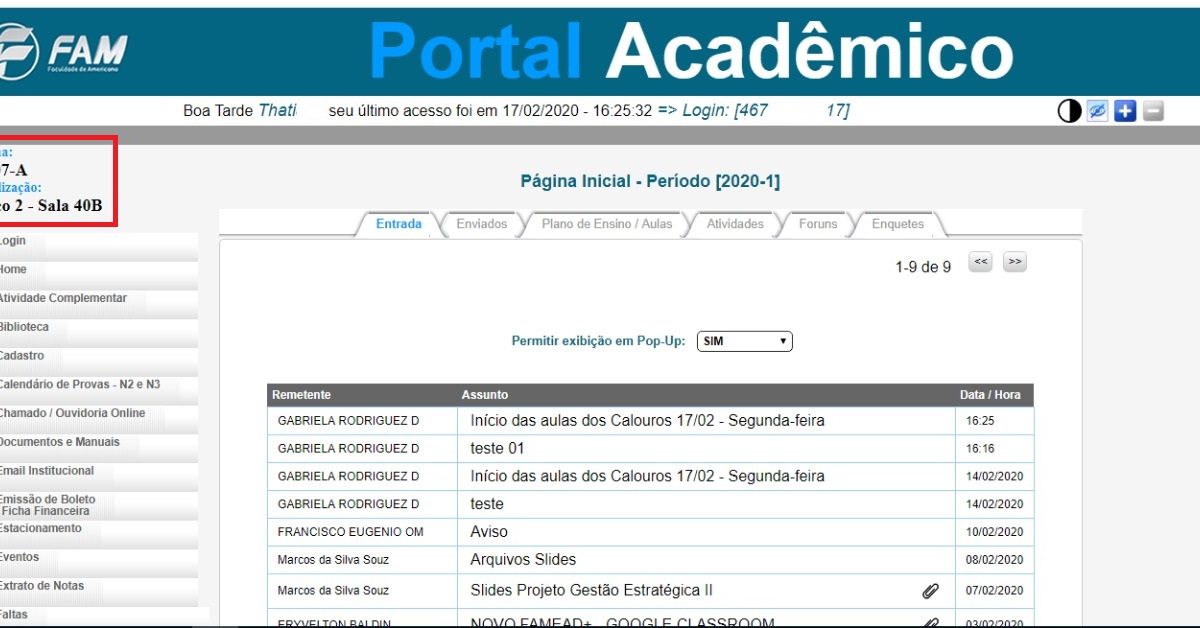 FAM
Faculdade de Americana
Portal Acadêmico
Boa Tarde Thati seu último acesso foi em 17/02/2020 - 16:25:32 => Login: [467 17]
a:
7-A
lização:
o 2 - Sala 40B
Página Inicial - Período [2020-1]
Entrada Enviados Plano de Ensino / Aulas Atividades Foruns Enquetes
1-9 de 9 << >>
Permitir exibição em Pop-Up: SIM
Login
Home
Atividade Complementar
Biblioteca
Cadastro
Calendário de Provas - N2 e N3
Chamado / Ouvidoria Online
Documentos e Manuais
Email Institucional
Emissão de Boleto
Ficha Financeira
Estacionamento
Eventos
Extrato de Notas
Faltas
Remetente Assunto Data / Hora
GABRIELA RODRIGUEZ D Início das aulas dos Calouros 17/02 - Segunda-feira 16:25
GABRIELA RODRIGUEZ D teste 01 16:16
GABRIELA RODRIGUEZ D Início das aulas dos Calouros 17/02 - Segunda-feira 14/02/2020
GABRIELA RODRIGUEZ D teste 14/02/2020
FRANCISCO EUGENIO OM Aviso 10/02/2020
Marcos da Silva Souz Arquivos Slides 08/02/2020
Marcos da Silva Souz Slides Projeto Gestão Estratégica II 07/02/2020
ERYVELTON BALDIN NOVO FAMEAD+ GOOGLE CLASSROOM 03/02/2020